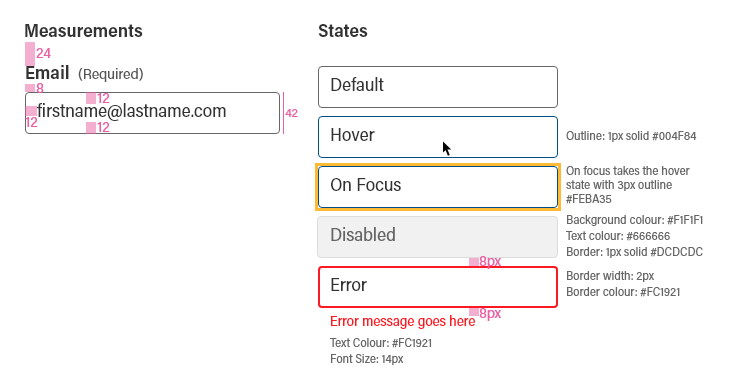 Measurements
24
Email (Required)
8
12
firstname@lastname.com
12
12
42
States
Default
Hover
Outline: 1px solid #004F84
On Focus
On focus takes the hover
state with 3px outline
#FEBA35
Disabled
Background colour: #F1F1F1
Text colour: #666666
Border: 1px solid #DCDCDC
8px
Error
Border width: 2px
Border colour: #FC1921
8px
Error message goes here
Text Colour: #FC1921
Font Size: 14px